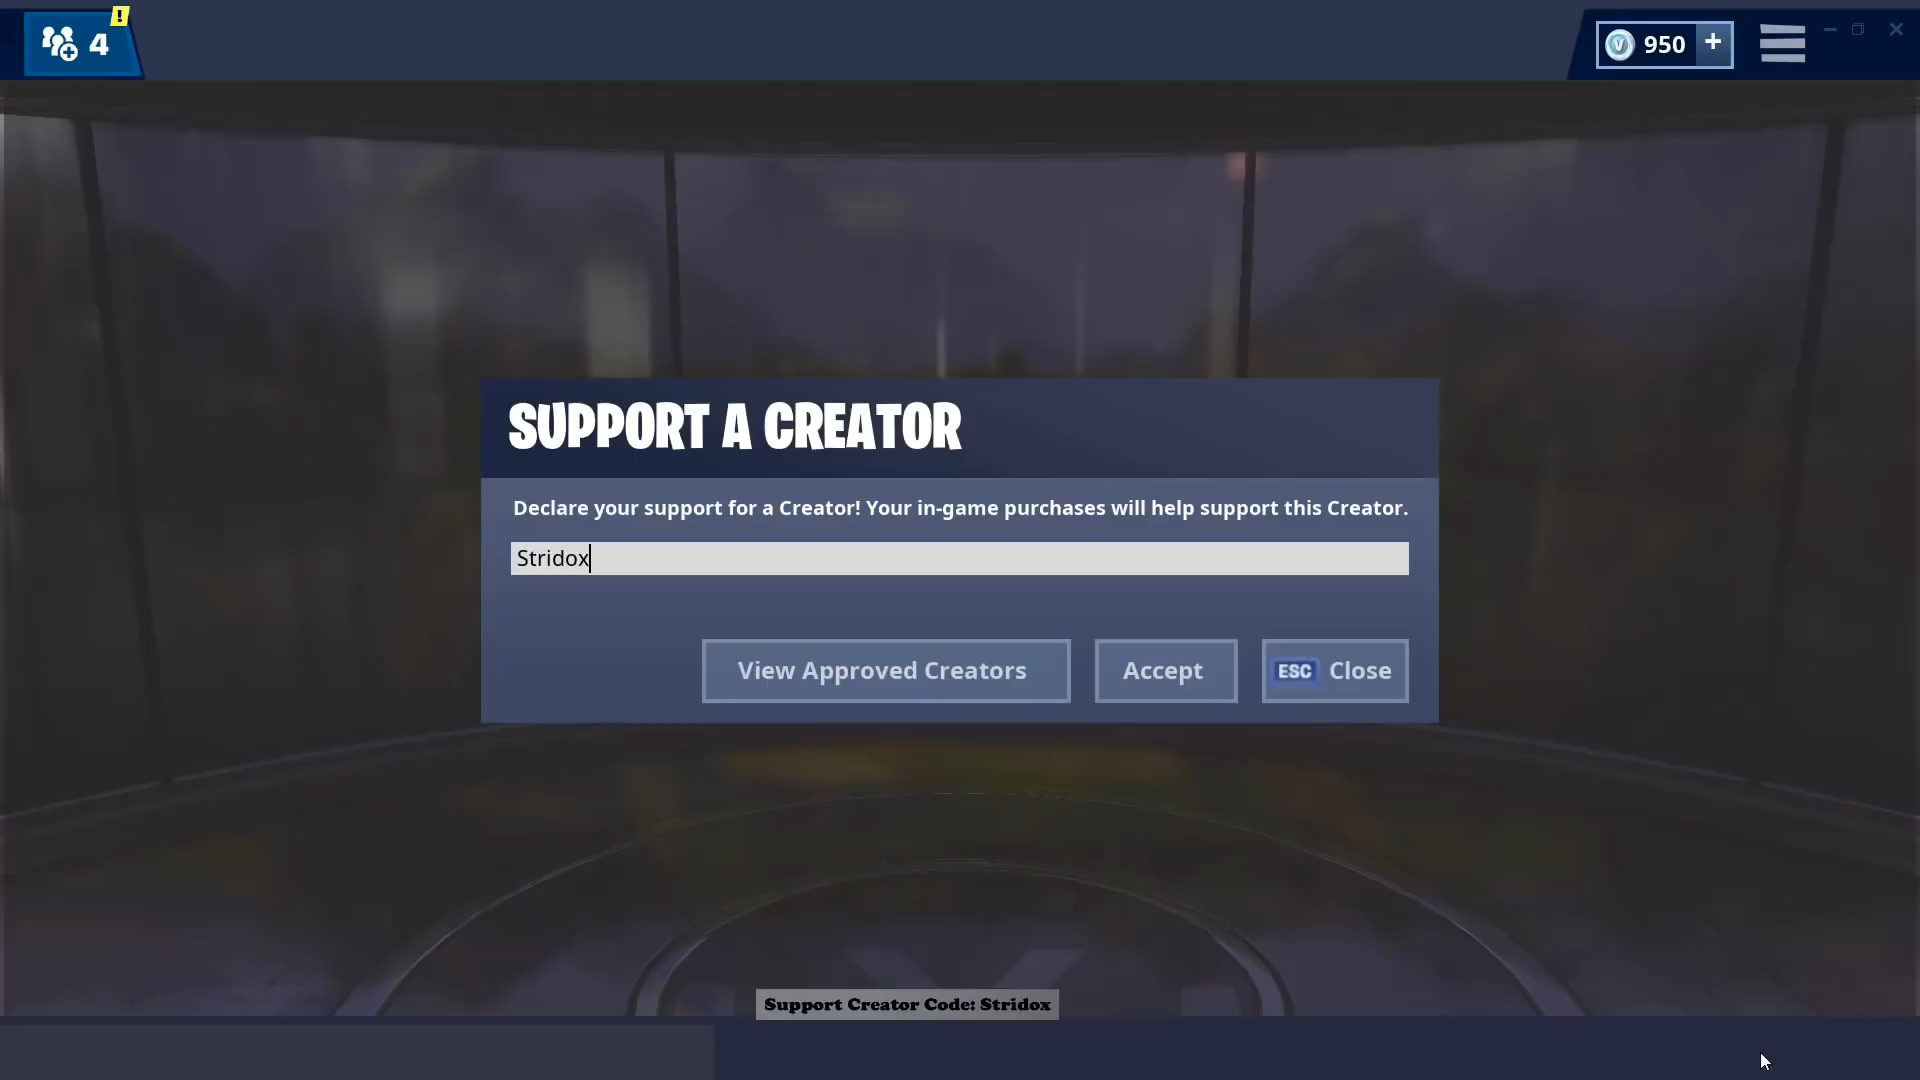 !
4
V 950 +
SUPPORT A CREATOR
Declare your support for a Creator! Your in-game purchases will help support this Creator.
Stridox
View Approved Creators
Accept
ESC Close
Support Creator Code: Stridox